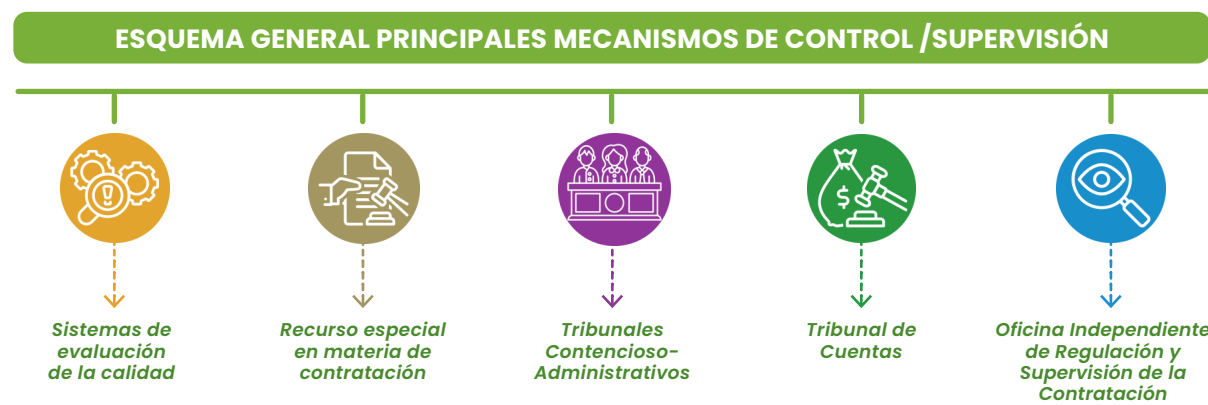 ESQUEMA GENERAL PRINCIPALES MECANISMOS DE CONTROL /SUPERVISIÓN
$
Sistemas de
evaluación
de la calidad
Recurso especial
en materia de
contratación
Tribunales
Contencioso-
Administrativos
Tribunal de
Cuentas
Oficina Independiente
de Regulación y
Supervisión de la
Contratación